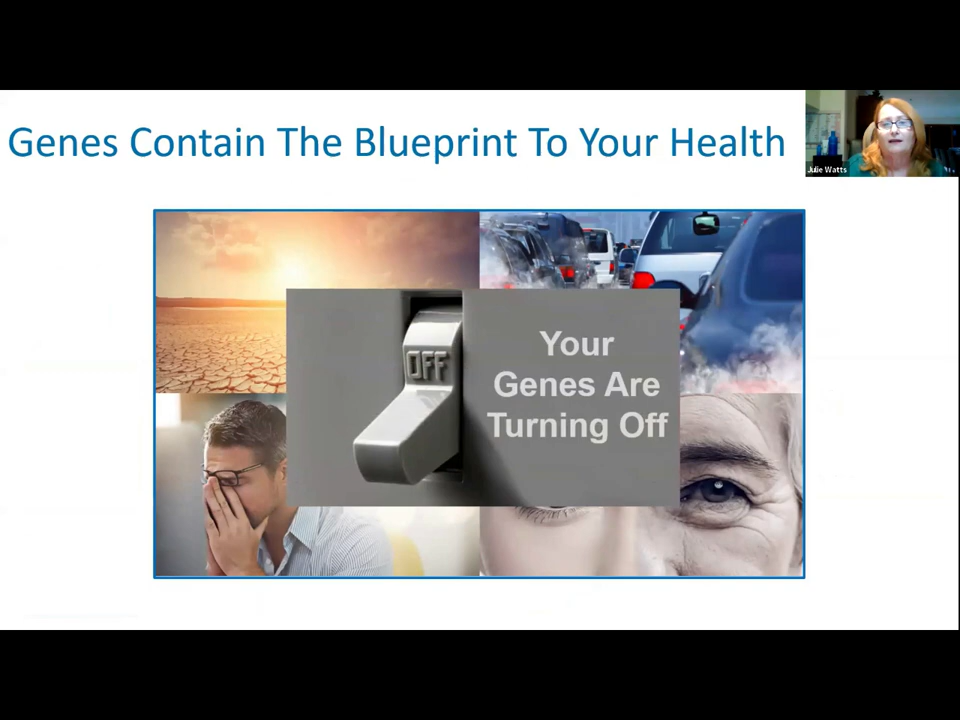 Genes Contain The Blueprint To Your Health
Julie Watts
OFF
Your
Genes Are
Turning Off